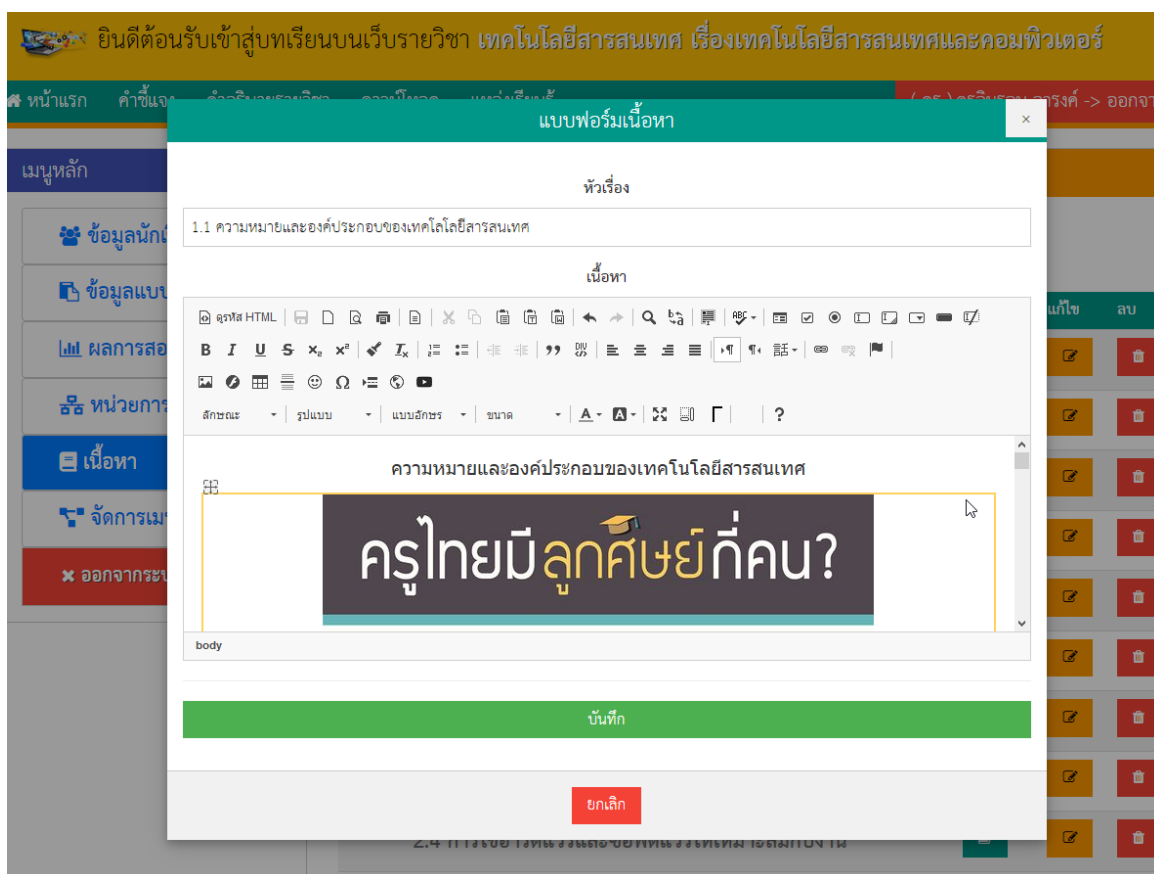 ยินดีต้อนรับเข้าสู่บทเรียนบนเว็บรายวิชา เทคโนโลยีสารสนเทศ เรื่องเทคโนโลยีสารสนเทศและคอมพิวเตอร์
หน้าแรก คำชี้แจง
แบบฟอร์มเนื้อหา
×
เมนูหลัก
ข้อมูลนักเ
ข้อมูลแบบ
ผลการสอ
หน่วยการ
เนื้อหา
จัดการเม
ออกจากระบ
หัวเรื่อง
1.1 ความหมายและองค์ประกอบของเทคโลโลยีสารสนเทศ
เนื้อหา
ดูรหัส HTML
ลักษณะ รูปแบบ แบบอักษร ขนาด
ความหมายและองค์ประกอบของเทคโนโลยีสารสนเทศ
ครูไทยมีลูกศิษย์กี่คน?
body
บันทึก
ยกเลิก
แก้ไข ลบ